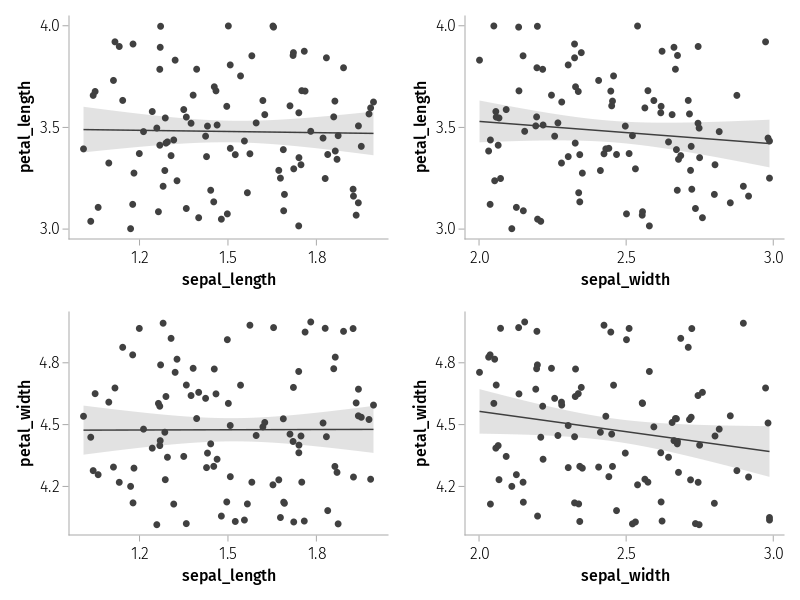 4.0
3.5
3.0
petal_length
1.2 1.5 1.8
sepal_length
4.0
3.5
3.0
petal_length
2.0 2.5 3.0
sepal_width
4.8
4.5
4.2
petal_width
1.2 1.5 1.8
sepal_length
4.8
4.5
4.2
petal_width
2.0 2.5 3.0
sepal_width